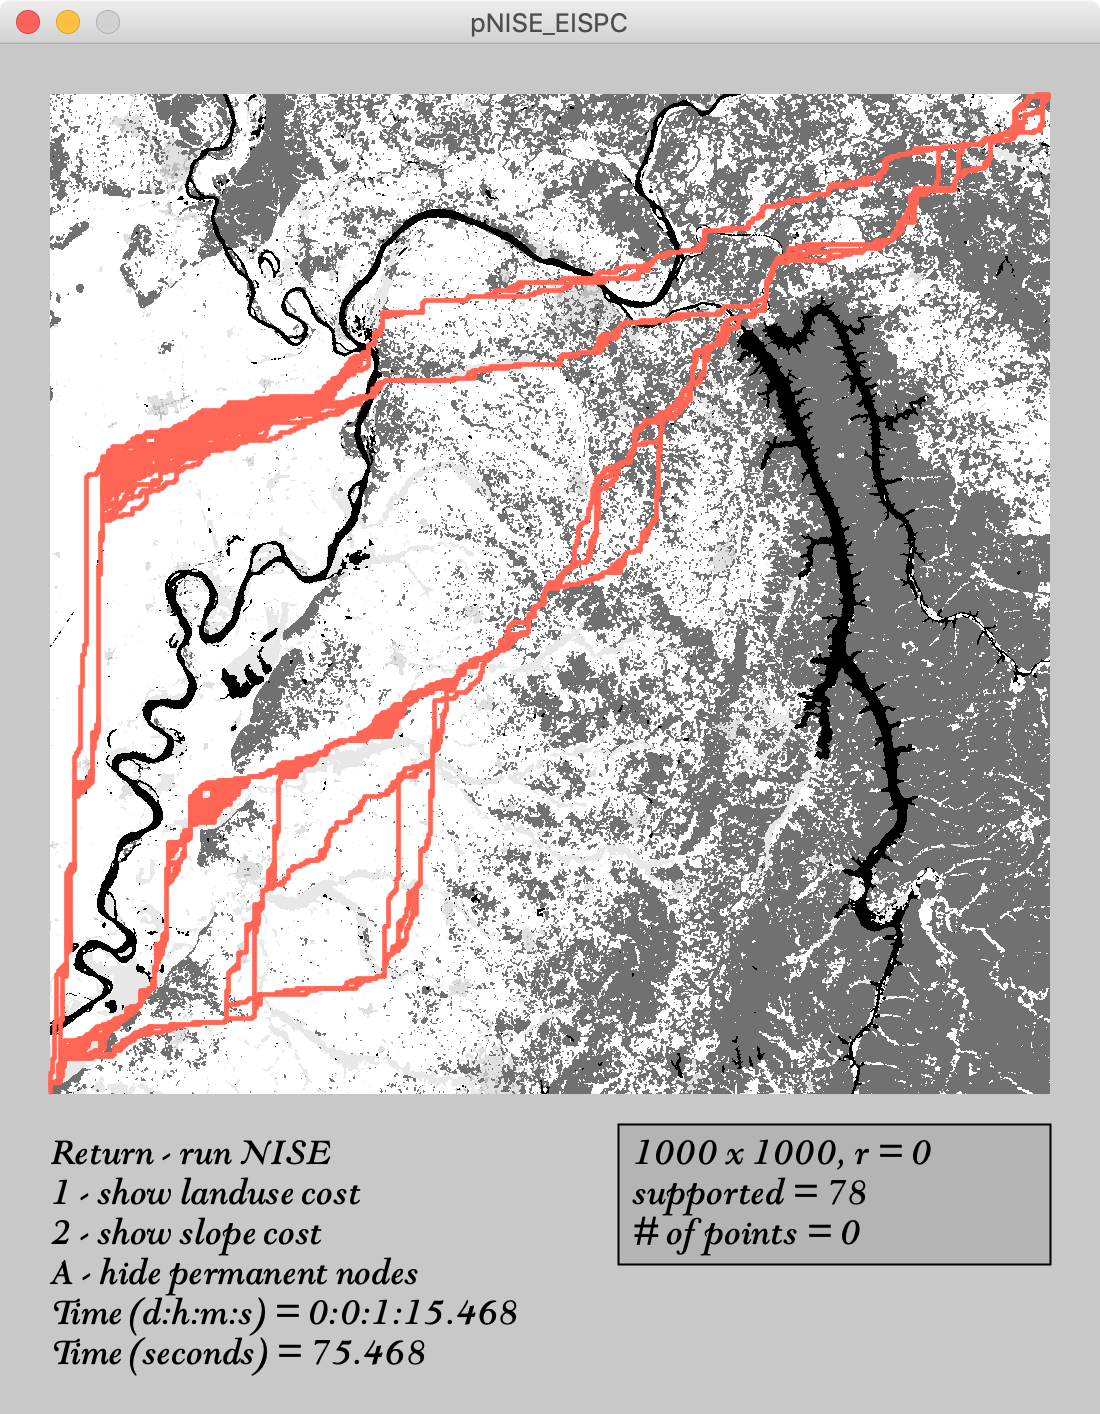 pNISE_EISPC
Return - run NISE
1 - show landuse cost
2 - show slope cost
A - hide permanent nodes
Time (d:h:m:s) = 0:0:1:15.468
Time (seconds) = 75.468
1000 x 1000, r = 0
supported = 78
# of points = 0